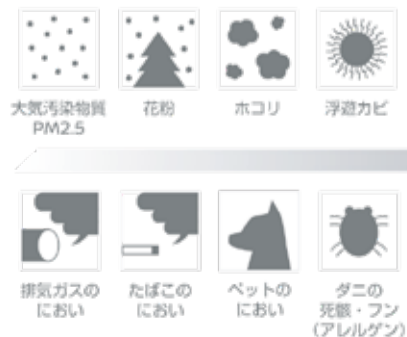 大気汚染物質
PM2.5
花粉
ホコリ
浮遊カビ
排気ガスの
におい
たばこの
におい
ペットの
におい
ダニの
死骸・フン
(アレルゲン)